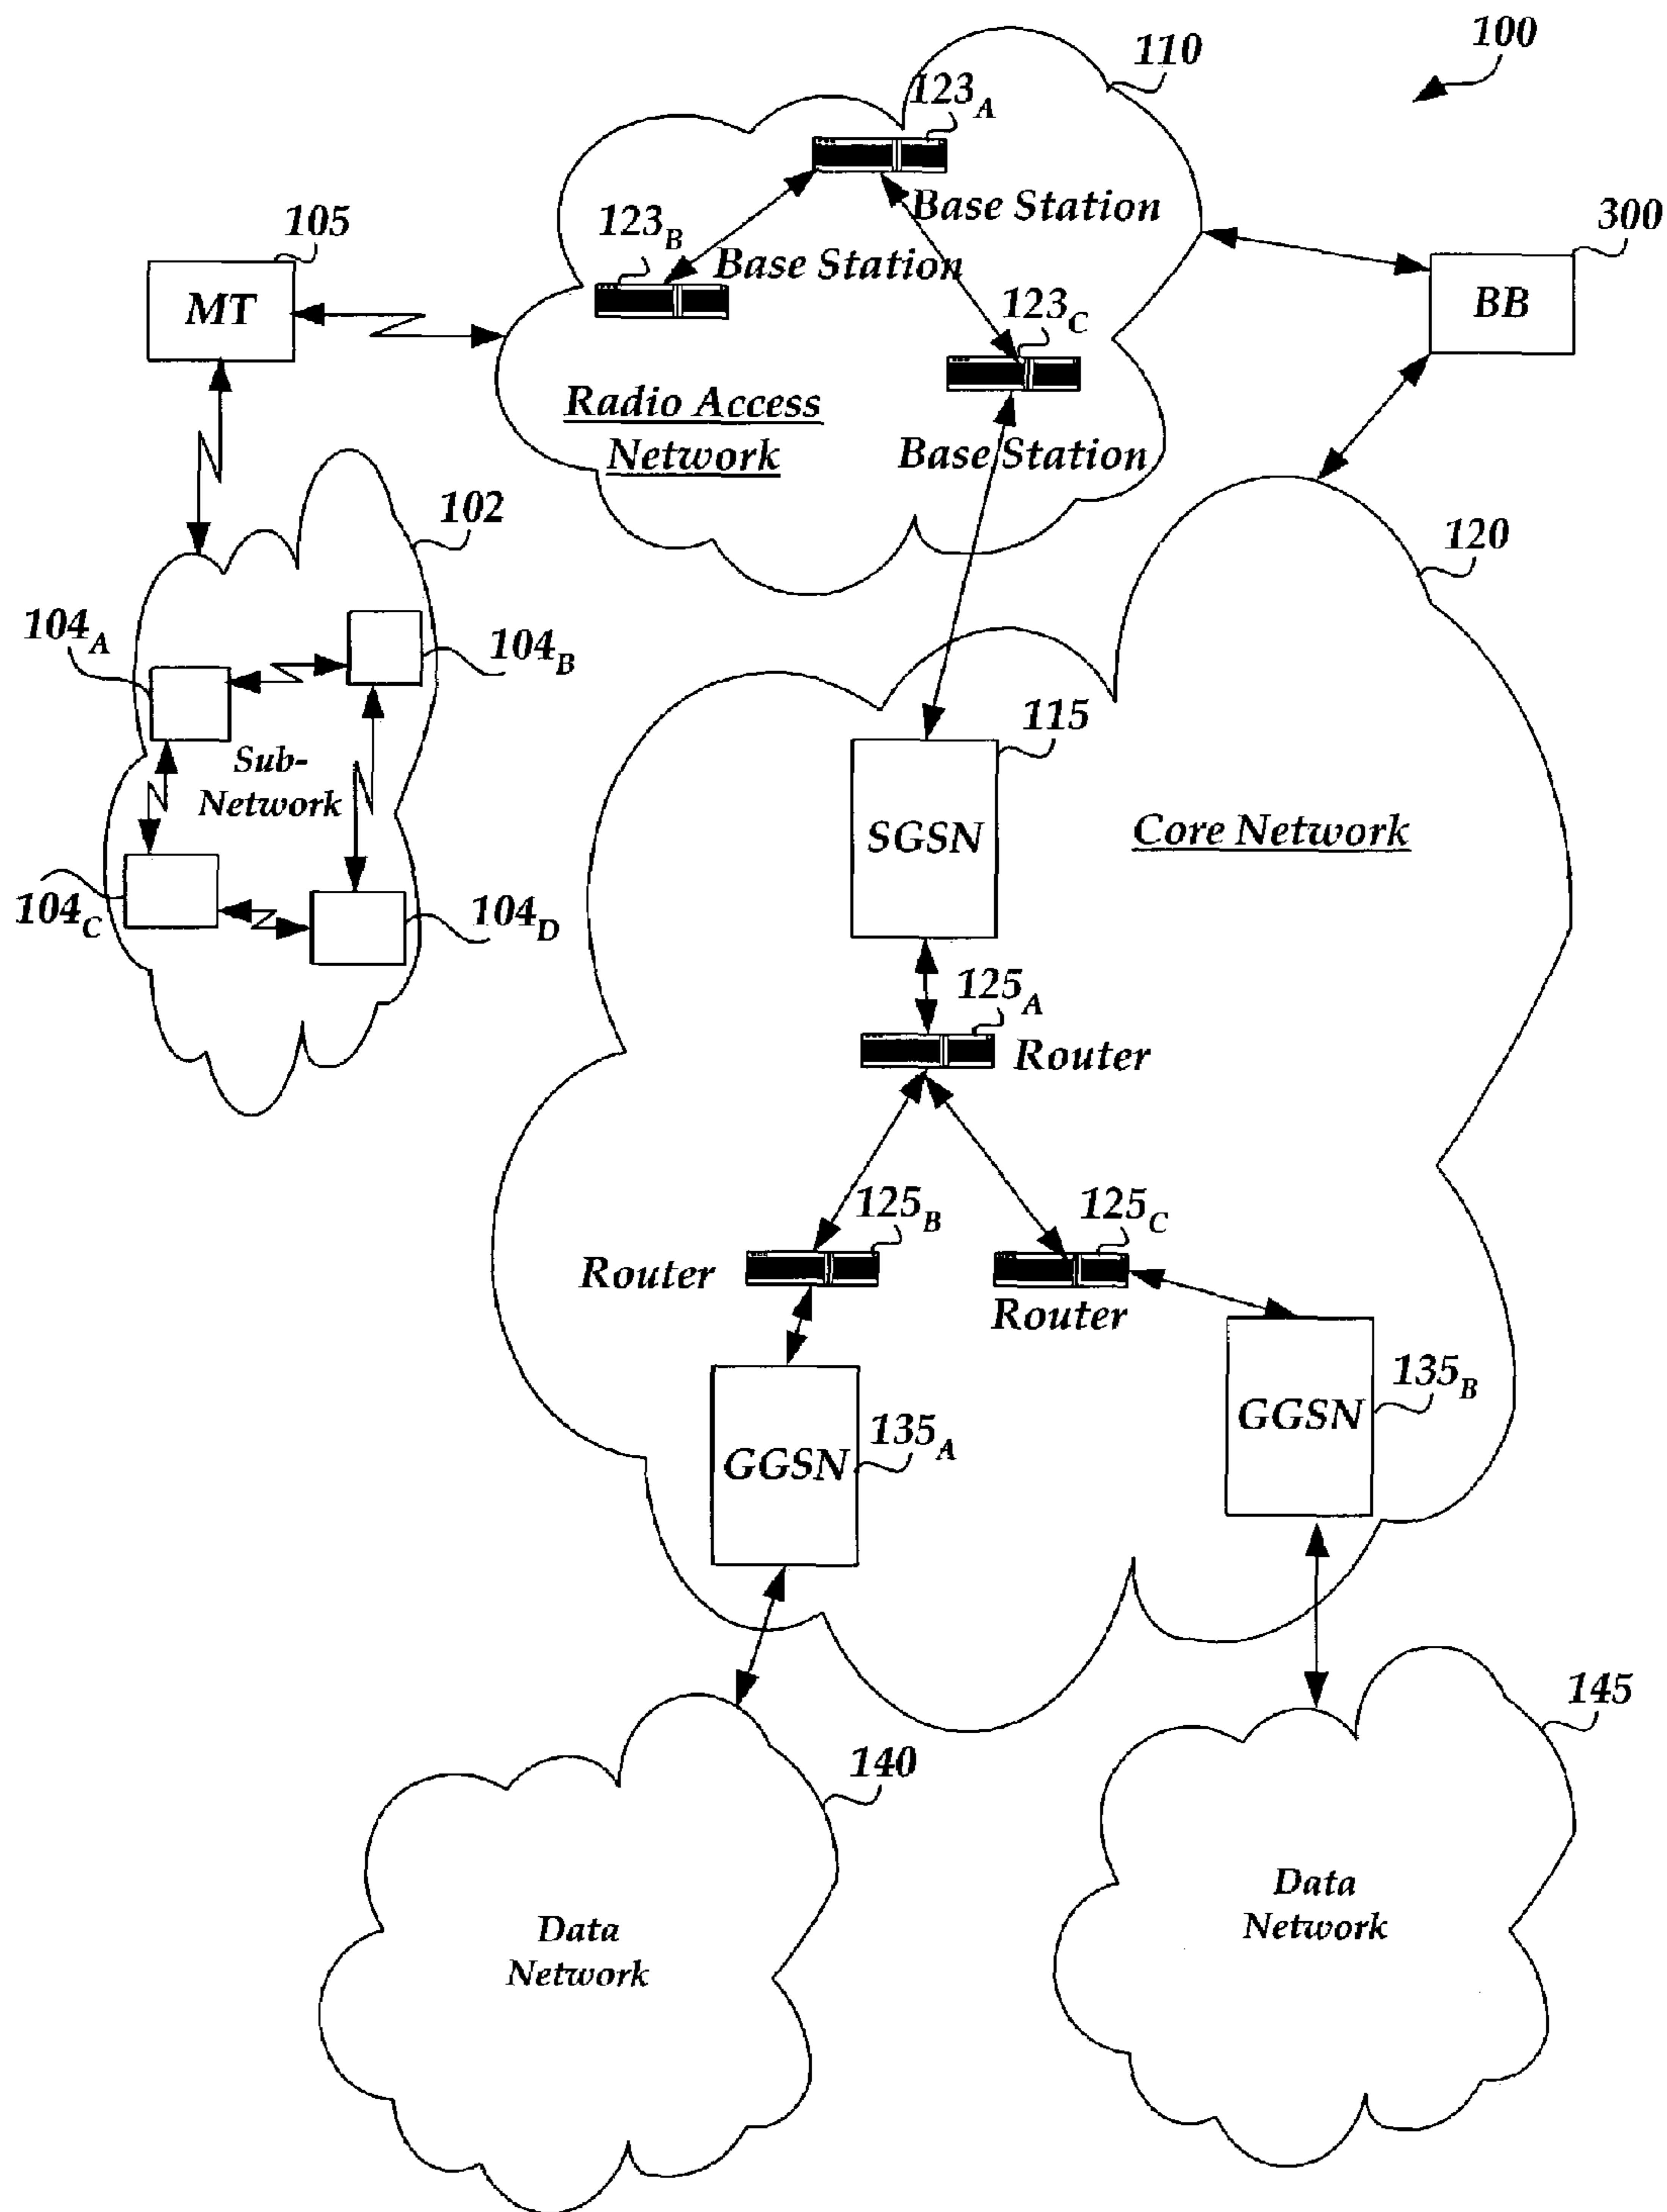 100
110
123A
Base Station
105
123B
Base Station
300
MT
BB
123C
Radio Access
Network
Base Station
102
120
104A
104B
115
Sub-
Network
SGSN
Core Network
104C
104D
125A
Router
125B
125C
Router
Router
135B
GGSN
135A
GGSN
145
140
Data
Network
Data
Network